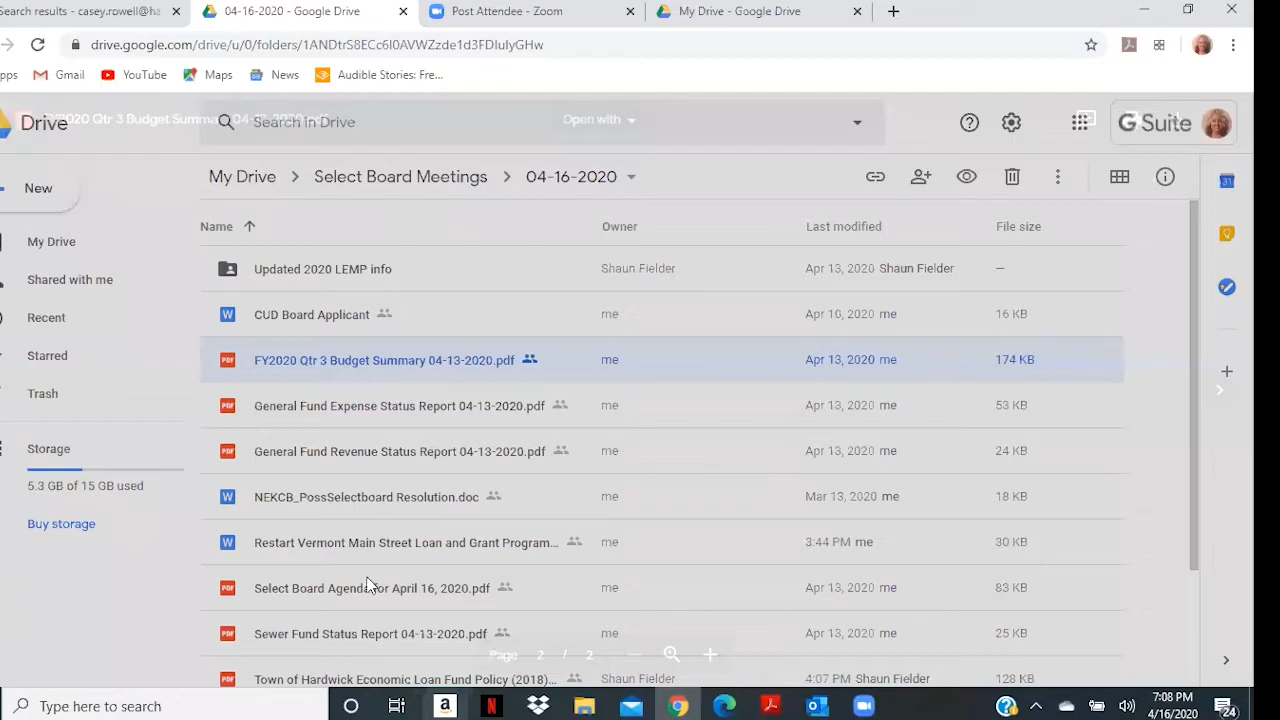 Search results - casey.rowell@ha × 04-16-2020 - Google Drive × Post Attendee - Zoom × My Drive - Google Drive ×
drive.google.com/drive/u/0/folders/1ANDtrS8ECc6I0AVWZzde1d3FDIulyGHw
pps Gmail YouTube Maps News Audible Stories: Fre...
Drive 2020 Qtr 3 Budget Summa Search in Drive Open with G Suite
My Drive > Select Board Meetings > 04-16-2020
New
Name Owner Last modified File size
My Drive
Updated 2020 LEMP info Shaun Fielder Apr 13, 2020 Shaun Fielder —
Shared with me
CUD Board Applicant me Apr 10, 2020 me 16 KB
Recent
FY2020 Qtr 3 Budget Summary 04-13-2020.pdf me Apr 13, 2020 me 174 KB
Starred
Trash
General Fund Expense Status Report 04-13-2020.pdf me Apr 13, 2020 me 53 KB
Storage
General Fund Revenue Status Report 04-13-2020.pdf me Apr 13, 2020 me 24 KB
5.3 GB of 15 GB used
NEKCB_PossSelectboard Resolution.doc me Mar 13, 2020 me 18 KB
Buy storage
Restart Vermont Main Street Loan and Grant Program... me 3:44 PM me 30 KB
Select Board Agenda for April 16, 2020.pdf me Apr 13, 2020 me 83 KB
Sewer Fund Status Report 04-13-2020.pdf me Apr 13, 2020 me 25 KB
Page 2 / 2
Town of Hardwick Economic Loan Fund Policy (2018)... Shaun Fielder 4:07 PM Shaun Fielder 128 KB
Type here to search
7:08 PM
4/16/2020
24